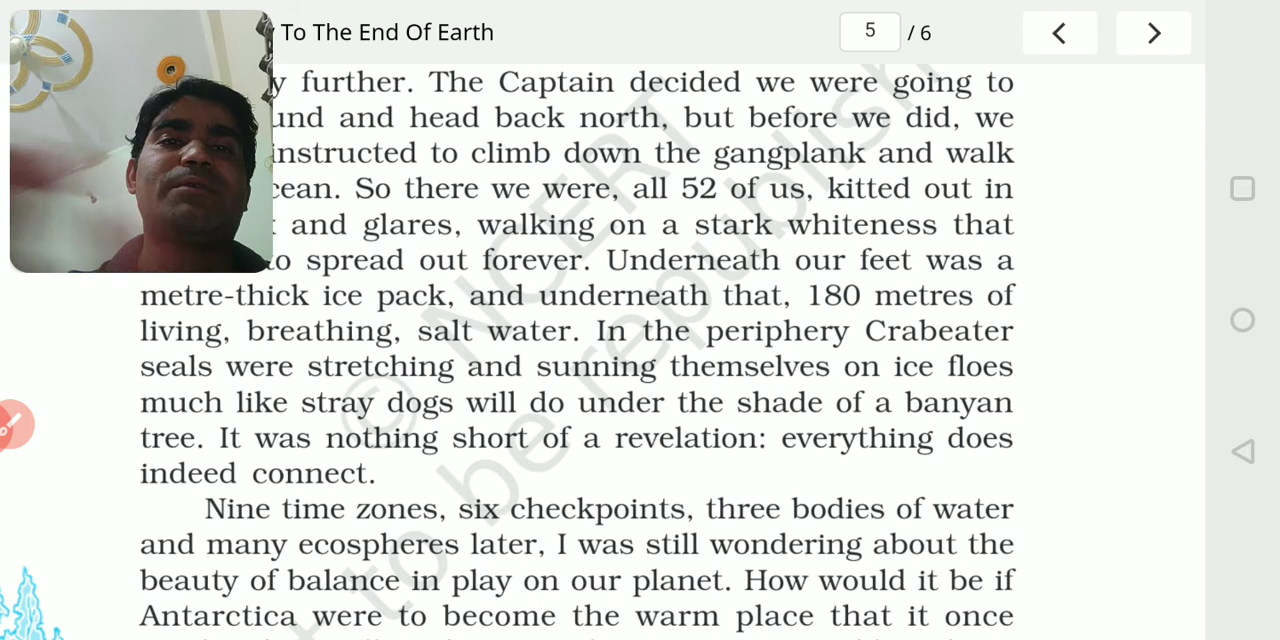 To The End Of Earth
5 / 6
further. The Captain decided we were going to
and head back north, but before we did, we
instructed to climb down the gangplank and walk
So there we were, all 52 of us, kitted out in
and glares, walking on a stark whiteness that
to spread out forever. Underneath our feet was a
metre-thick ice pack, and underneath that, 180 metres of
living, breathing, salt water. In the periphery Crabeater
seals were stretching and sunning themselves on ice floes
much like stray dogs will do under the shade of a banyan
tree. It was nothing short of a revelation: everything does
indeed connect.
Nine time zones, six checkpoints, three bodies of water
and many ecospheres later, I was still wondering about the
beauty of balance in play on our planet. How would it be if
Antarctica were to become the warm place that it once
© NCERT
to be republish